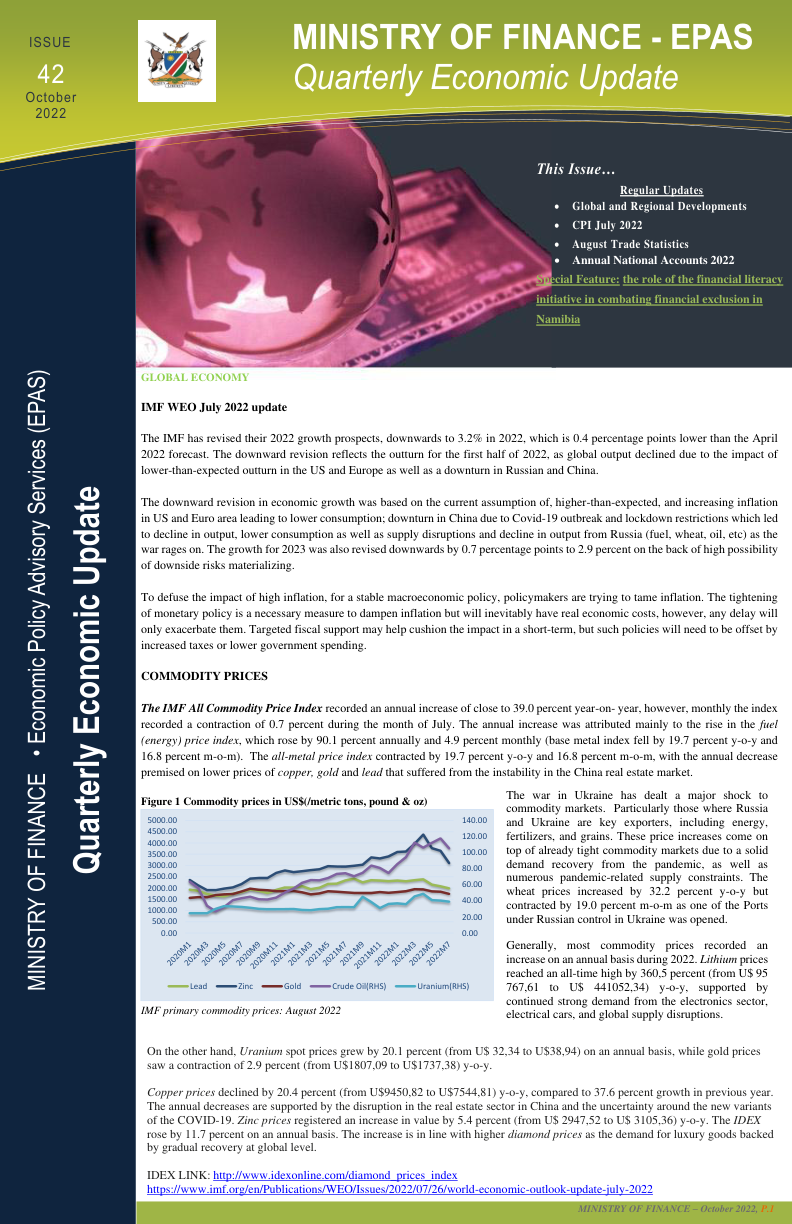 ISSUE
42
October
2022
MINISTRY OF FINANCE - EPAS
Quarterly Economic Update
This Issue…
Regular Updates
• Global and Regional Developments
• CPI July 2022
• August Trade Statistics
• Annual National Accounts 2022
Special Feature: the role of the financial literacy
initiative in combating financial exclusion in
Namibia
MINISTRY OF FINANCE • Economic Policy Advisory Services (EPAS)
Quarterly Economic Update
GLOBAL ECONOMY
IMF WEO July 2022 update
The IMF has revised their 2022 growth prospects, downwards to 3.2% in 2022, which is 0.4 percentage points lower than the April
2022 forecast. The downward revision reflects the outturn for the first half of 2022, as global output declined due to the impact of
lower-than-expected outturn in the US and Europe as well as a downturn in Russian and China.
The downward revision in economic growth was based on the current assumption of, higher-than-expected, and increasing inflation
in US and Euro area leading to lower consumption; downturn in China due to Covid-19 outbreak and lockdown restrictions which led
to decline in output, lower consumption as well as supply disruptions and decline in output from Russia (fuel, wheat, oil, etc) as the
war rages on. The growth for 2023 was also revised downwards by 0.7 percentage points to 2.9 percent on the back of high possibility
of downside risks materializing.
To defuse the impact of high inflation, for a stable macroeconomic policy, policymakers are trying to tame inflation. The tightening
of monetary policy is a necessary measure to dampen inflation but will inevitably have real economic costs, however, any delay will
only exacerbate them. Targeted fiscal support may help cushion the impact in a short-term, but such policies will need to be offset by
increased taxes or lower government spending.
COMMODITY PRICES
The IMF All Commodity Price Index recorded an annual increase of close to 39.0 percent year-on- year, however, monthly the index
recorded a contraction of 0.7 percent during the month of July. The annual increase was attributed mainly to the rise in the fuel
(energy) price index, which rose by 90.1 percent annually and 4.9 percent monthly (base metal index fell by 19.7 percent y-o-y and
16.8 percent m-o-m). The all-metal price index contracted by 19.7 percent y-o-y and 16.8 percent m-o-m, with the annual decrease
premised on lower prices of copper, gold and lead that suffered from the instability in the China real estate market.
Figure 1 Commodity prices in US$(/metric tons, pound & oz)
5000.00
4500.00
4000.00
3500.00
3000.00
2500.00
2000.00
1500.00
1000.00
500.00
0.00
140.00
120.00
100.00
80.00
60.00
40.00
20.00
0.00
2020M1
2020M3
2020M5
2020M7
2020M9
2020M11
2021M1
2021M3
2021M5
2021M7
2021M9
2021M11
2022M1
2022M3
2022M5
2022M7
Lead Zinc Gold Crude Oil(RHS) Uranium(RHS)
IMF primary commodity prices: August 2022
The war in Ukraine has dealt a major shock to
commodity markets. Particularly those where Russia
and Ukraine are key exporters, including energy,
fertilizers, and grains. These price increases come on
top of already tight commodity markets due to a solid
demand recovery from the pandemic, as well as
numerous pandemic-related supply constraints. The
wheat prices increased by 32.2 percent y-o-y but
contracted by 19.0 percent m-o-m as one of the Ports
under Russian control in Ukraine was opened.
Generally, most commodity prices recorded an
increase on an annual basis during 2022. Lithium prices
reached an all-time high by 360,5 percent (from U$ 95
767,61 to U$ 441052,34) y-o-y, supported by
continued strong demand from the electronics sector,
electrical cars, and global supply disruptions.
On the other hand, Uranium spot prices grew by 20.1 percent (from U$ 32,34 to U$38,94) on an annual basis, while gold prices
saw a contraction of 2.9 percent (from U$1807,09 to U$1737,38) y-o-y.
Copper prices declined by 20.4 percent (from U$9450,82 to U$7544,81) y-o-y, compared to 37.6 percent growth in previous year.
The annual decreases are supported by the disruption in the real estate sector in China and the uncertainty around the new variants
of the COVID-19. Zinc prices registered an increase in value by 5.4 percent (from U$ 2947,52 to U$ 3105,36) y-o-y. The IDEX
rose by 11.7 percent on an annual basis. The increase is in line with higher diamond prices as the demand for luxury goods backed
by gradual recovery at global level.
IDEX LINK: http://www.idexonline.com/diamond_prices_index
https://www.imf.org/en/Publications/WEO/Issues/2022/07/26/world-economic-outlook-update-july-2022
MINISTRY OF FINANCE – October 2022, P.1